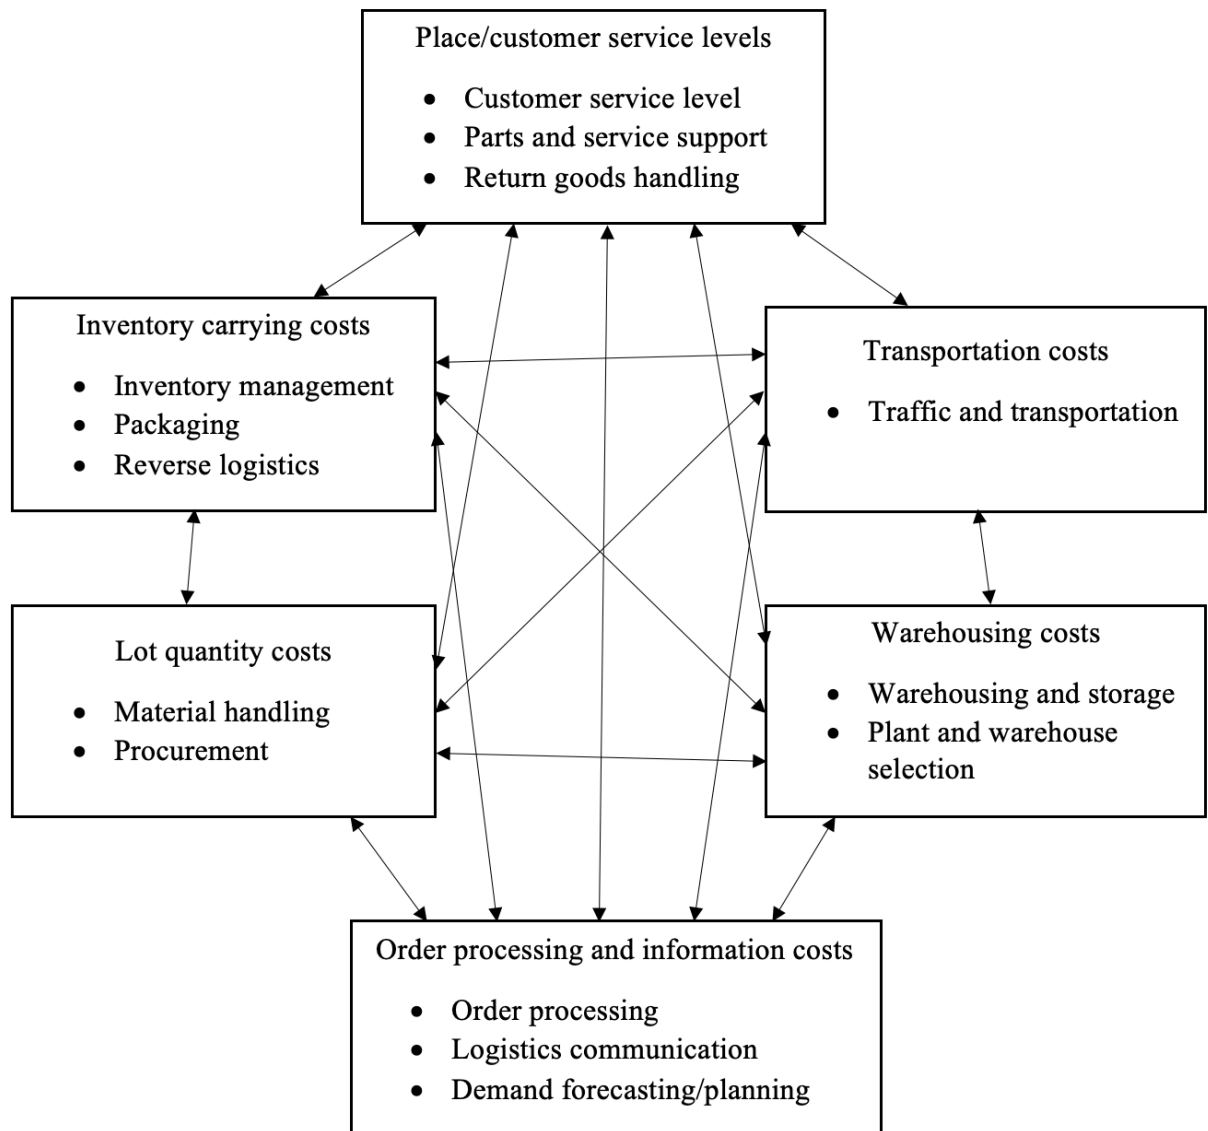 Place/customer service levels
• Customer service level
• Parts and service support
• Return goods handling
Inventory carrying costs
• Inventory management
• Packaging
• Reverse logistics
Transportation costs
• Traffic and transportation
Lot quantity costs
• Material handling
• Procurement
Warehousing costs
• Warehousing and storage
• Plant and warehouse
selection
Order processing and information costs
• Order processing
• Logistics communication
• Demand forecasting/planning